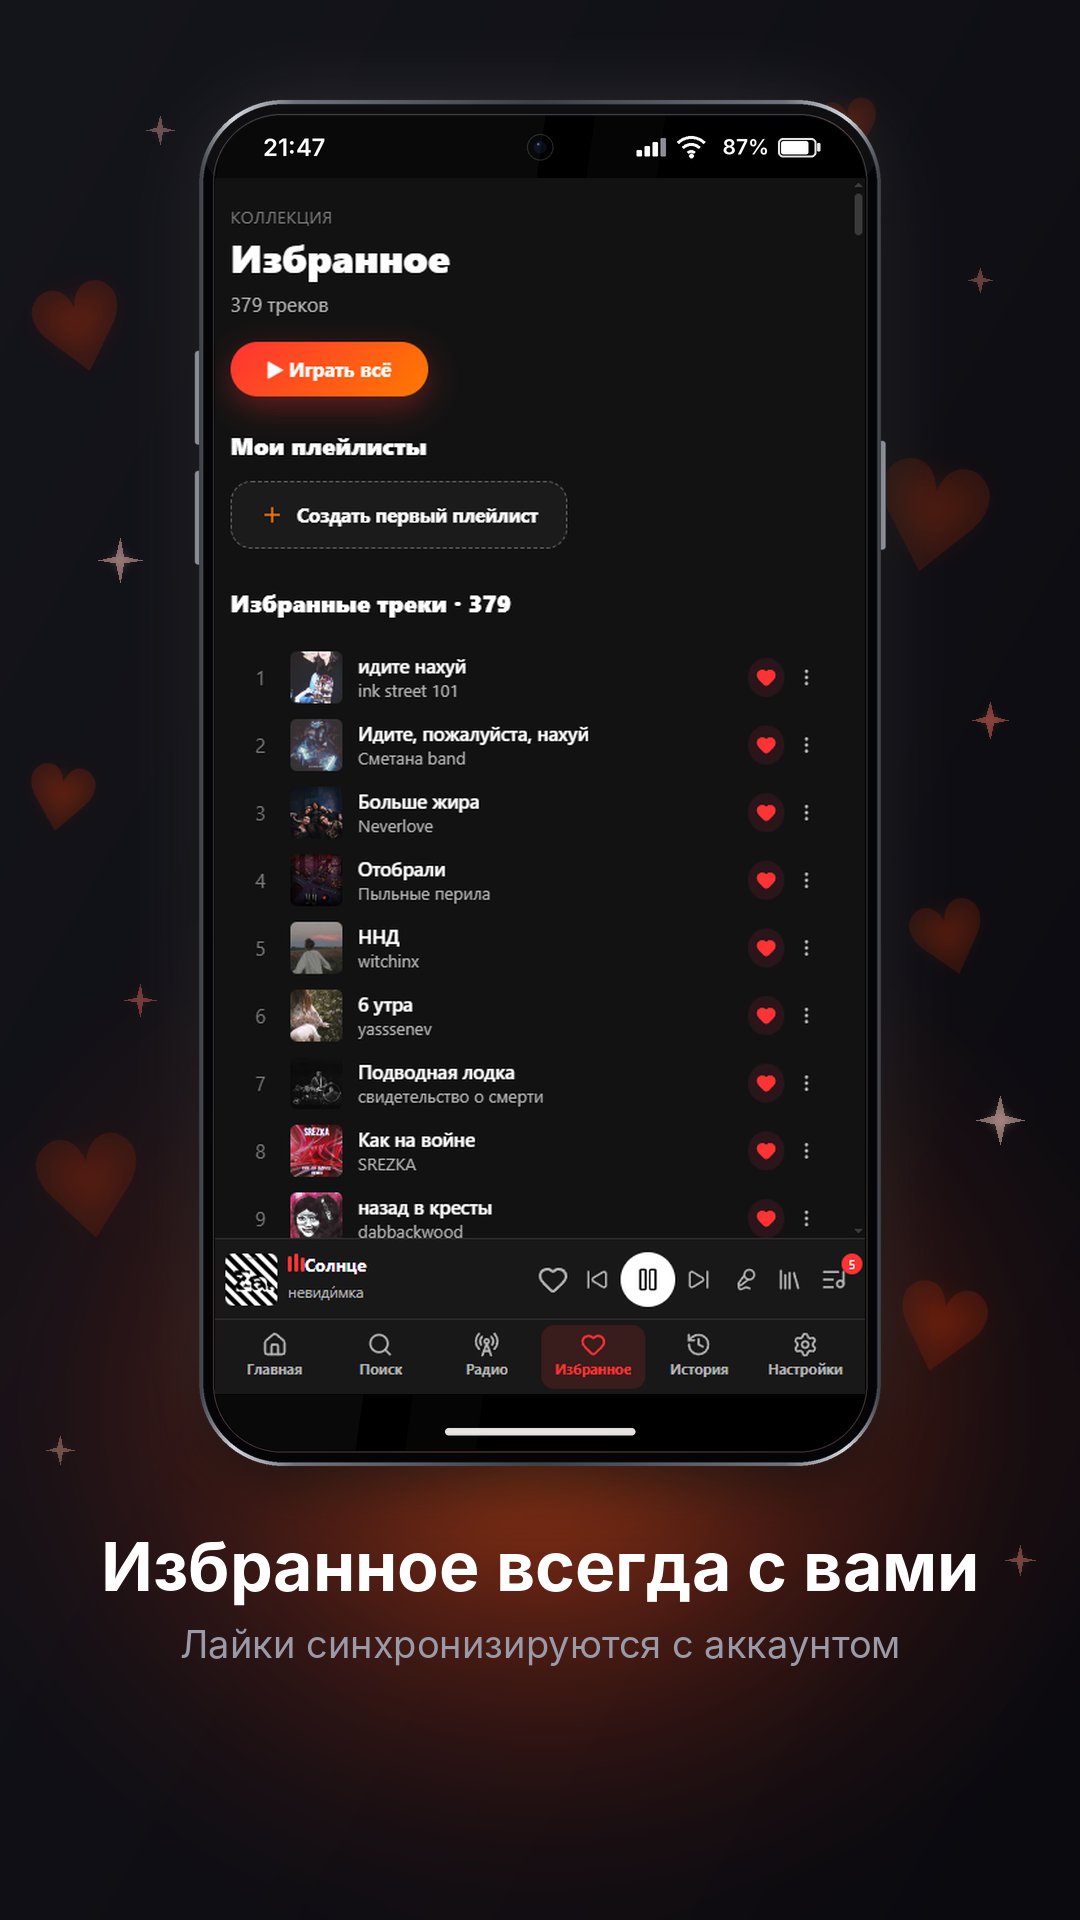 21:47
87%
КОЛЛЕКЦИЯ
Избранное
379 треков
Играть всё
Мои плейлисты
+ Создать первый плейлист
Избранные треки · 379
1
идите нахуй
ink street 101
2
Идите, пожалуйста, нахуй
Сметана band
3
Больше жира
Neverlove
4
Отобрали
Пыльные перила
5
ННД
witchinx
6
6 утра
yasssenev
7
Подводная лодка
свидетельство о смерти
8
SREZKA
Как на войне
SREZKA
9
назад в кресты
dabbackwood
Солнце
невиди́мка
5
Главная
Поиск
Радио
Избранное
История
Настройки
Избранное всегда с вами
Лайки синхронизируются с аккаунтом